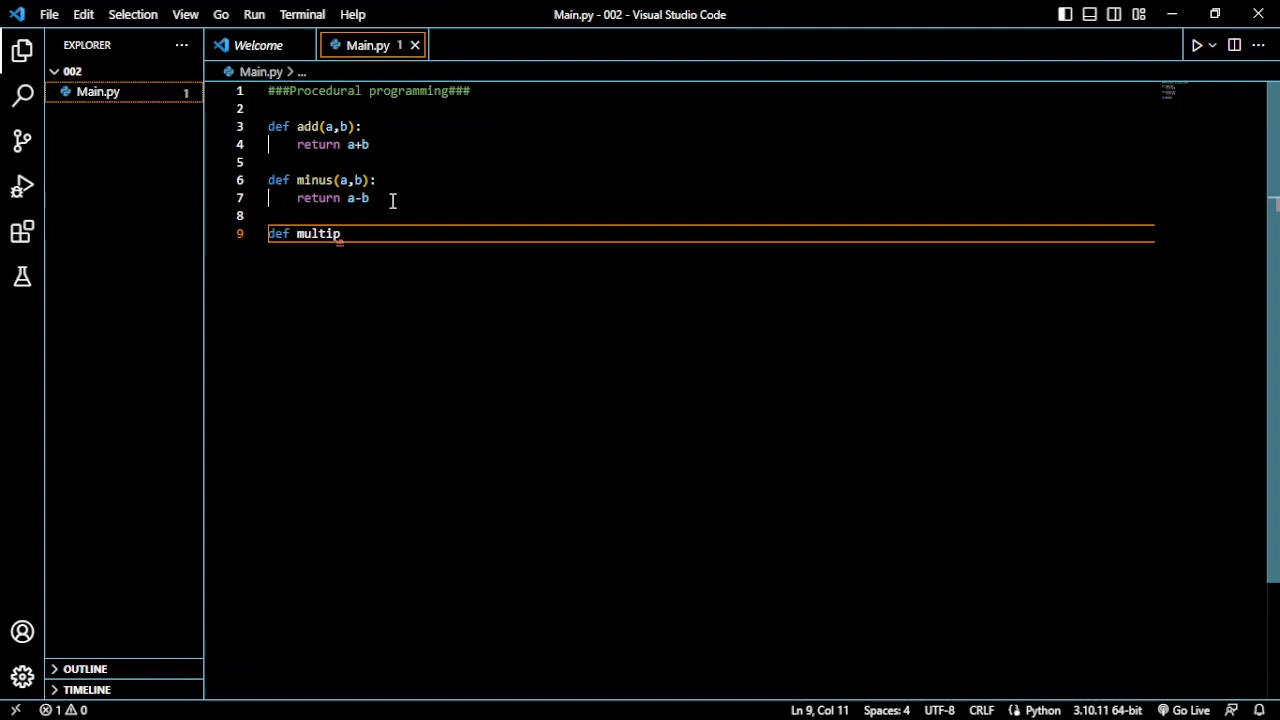 File Edit Selection View Go Run Terminal Help Main.py - 002 - Visual Studio Code
EXPLORER ··· Welcome Main.py 1
002 Main.py > ...
Main.py 1
1 ###Procedural programming###
2
3 def add(a,b):
4 return a+b
5
6 def minus(a,b):
7 return a-b
8
9 def multip
OUTLINE
TIMELINE
1 0 Ln 9, Col 11 Spaces: 4 UTF-8 CRLF Python 3.10.11 64-bit Go Live